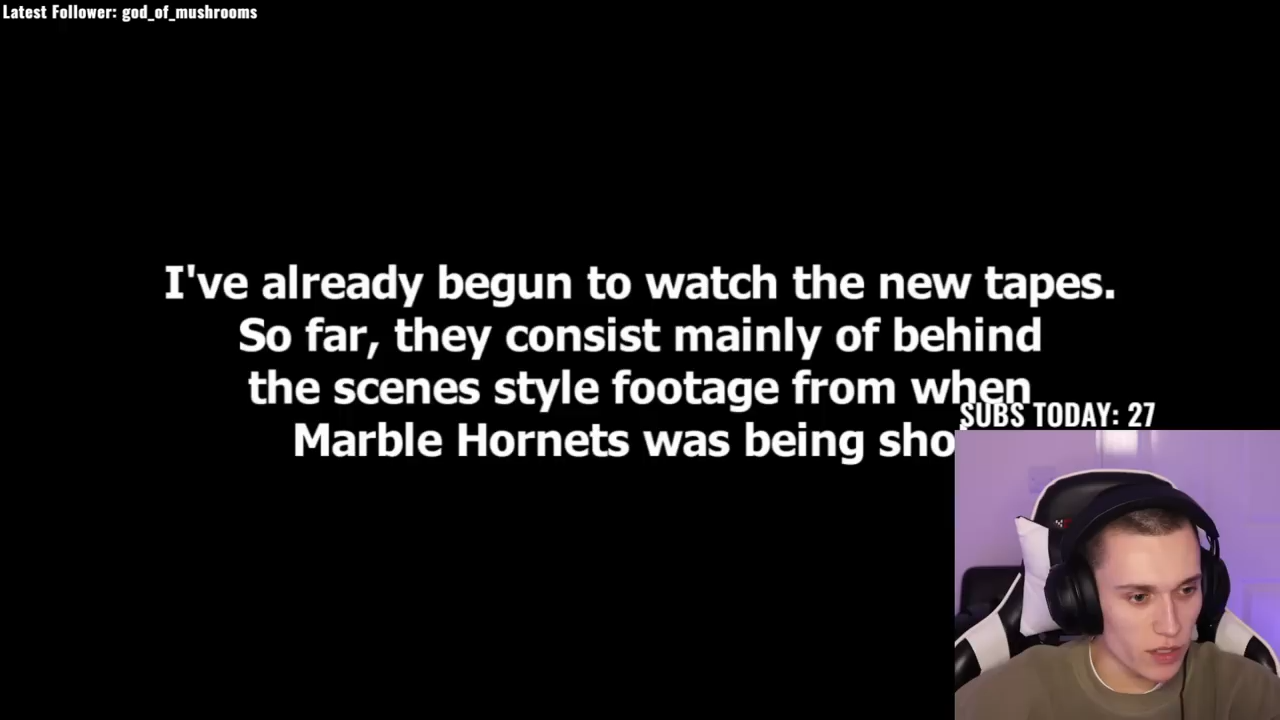 Latest Follower: god_of_mushrooms
I've already begun to watch the new tapes.
So far, they consist mainly of behind
the scenes style footage from when
SUBS TODAY: 27
Marble Hornets was being sho